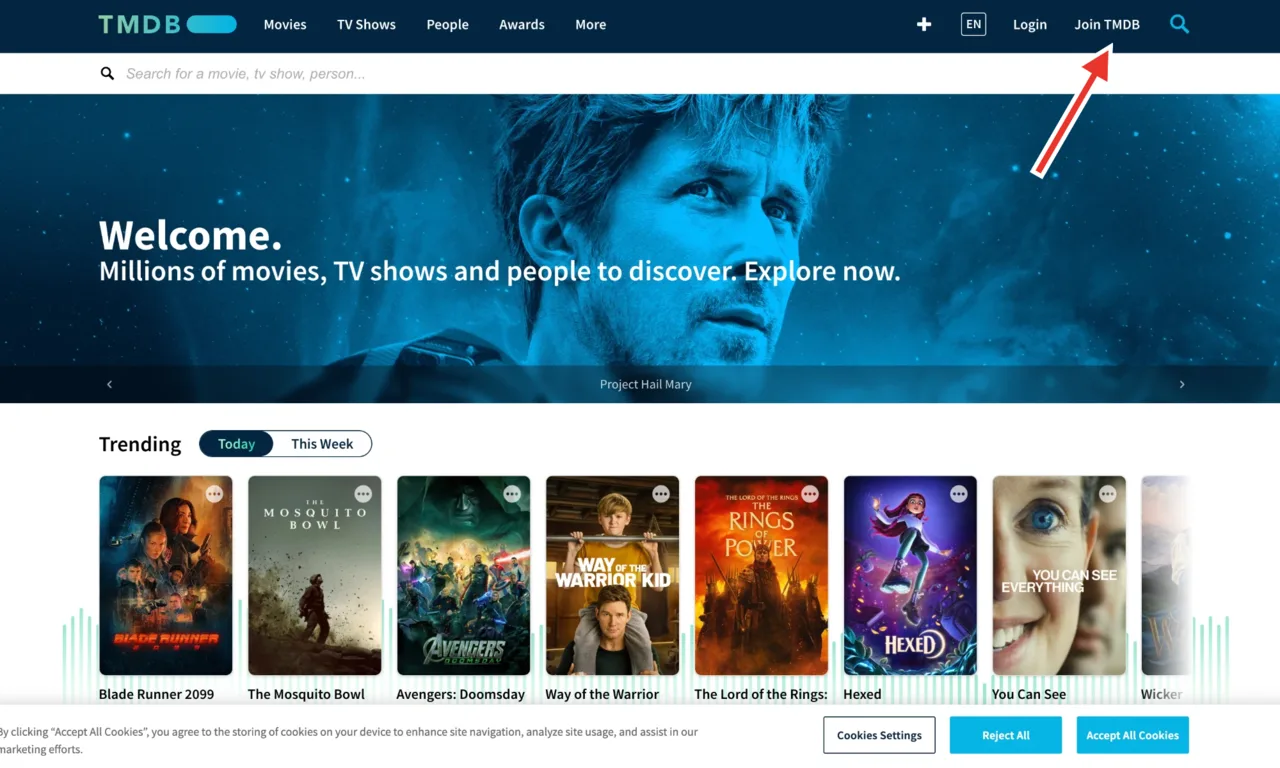 TMDB
Movies TV Shows People Awards More
EN Login Join TMDB
Search for a movie, tv show, person...
Welcome.
Millions of movies, TV shows and people to discover. Explore now.
Project Hail Mary
Trending Today This Week
BLADE RUNNER
2099
THE
MOSQUITO
BOWL
AVENGERS
DOOMSDAY
WAY OF THE
WARRIOR KID
THE LORD OF THE RINGS
THE
RINGS
OF
POWER
HEXED
YOU CAN SEE
EVERYTHING
W
Blade Runner 2099
The Mosquito Bowl
Avengers: Doomsday
Way of the Warrior
The Lord of the Rings:
Hexed
You Can See
Wicker
By clicking “Accept All Cookies”, you agree to the storing of cookies on your device to enhance site navigation, analyze site usage, and assist in our
marketing efforts.
Cookies Settings
Reject All
Accept All Cookies